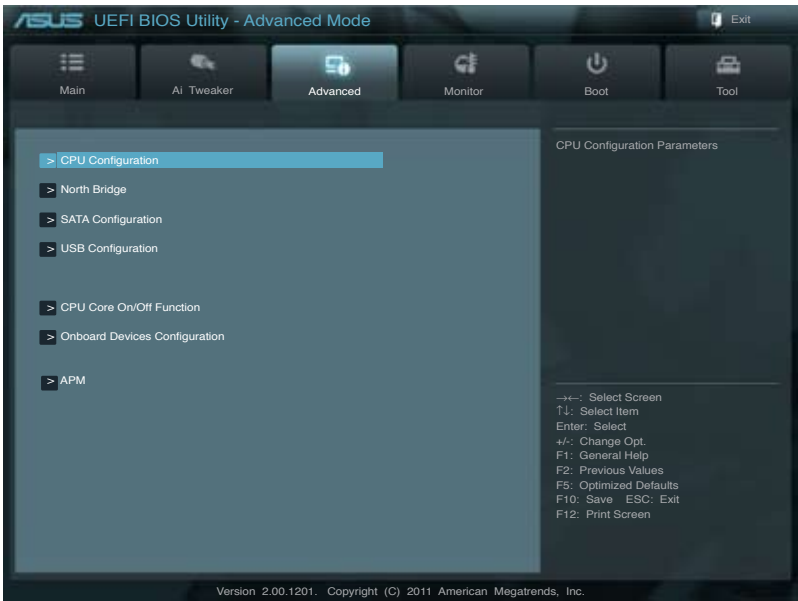 ASUS UEFI BIOS Utility - Advanced Mode
Exit
Main
Ai Tweaker
Advanced
Monitor
Boot
Tool
> CPU Configuration
> North Bridge
> SATA Configuration
> USB Configuration
> CPU Core On/Off Function
> Onboard Devices Configuration
> APM
CPU Configuration Parameters
→←: Select Screen
↑↓: Select Item
Enter: Select
+/-: Change Opt.
F1: General Help
F2: Previous Values
F5: Optimized Defaults
F10: Save ESC: Exit
F12: Print Screen
Version 2.00.1201. Copyright (C) 2011 American Megatrends, Inc.